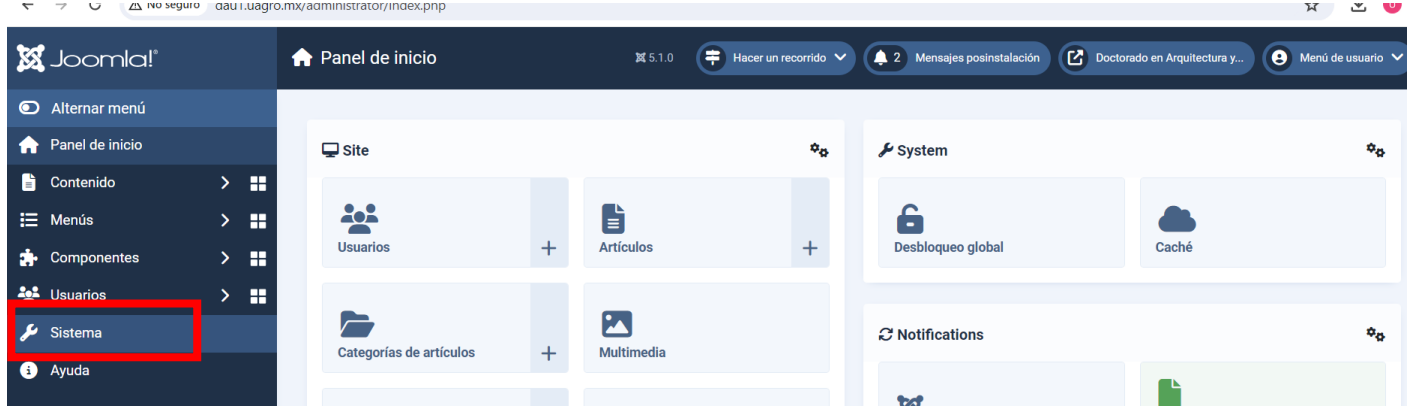 No seguro dau1.uagro.mx/administrator/index.php
Joomla!®
Panel de inicio
5.1.0
Hacer un recorrido
2 Mensajes posinstalación
Doctorado en Arquitectura y...
Menú de usuario
Alternar menú
Panel de inicio
Contenido
Menús
Componentes
Usuarios
Sistema
Ayuda
Site
Usuarios
Artículos
Categorías de artículos
Multimedia
System
Desbloqueo global
Caché
Notifications